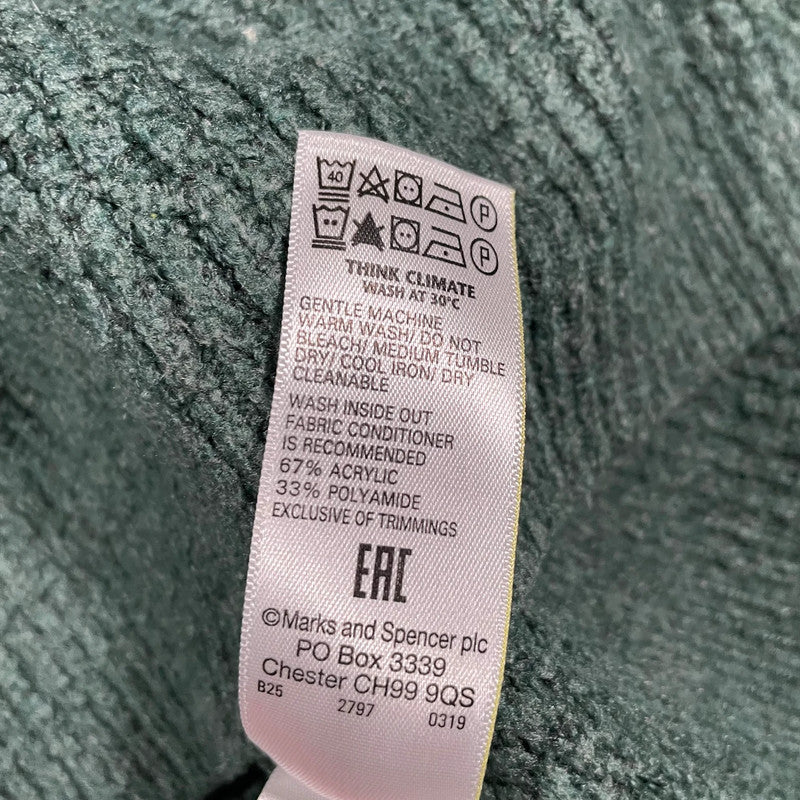 40 P
P
THINK CLIMATE
WASH AT 30°C
GENTLE MACHINE
WARM WASH/ DO NOT
BLEACH/ MEDIUM TUMBLE
DRY/ COOL IRON/ DRY
CLEANABLE
WASH INSIDE OUT
FABRIC CONDITIONER
IS RECOMMENDED
67% ACRYLIC
33% POLYAMIDE
EXCLUSIVE OF TRIMMINGS
EAC
©Marks and Spencer plc
PO Box 3339
Chester CH99 9QS
B25 2797 0319